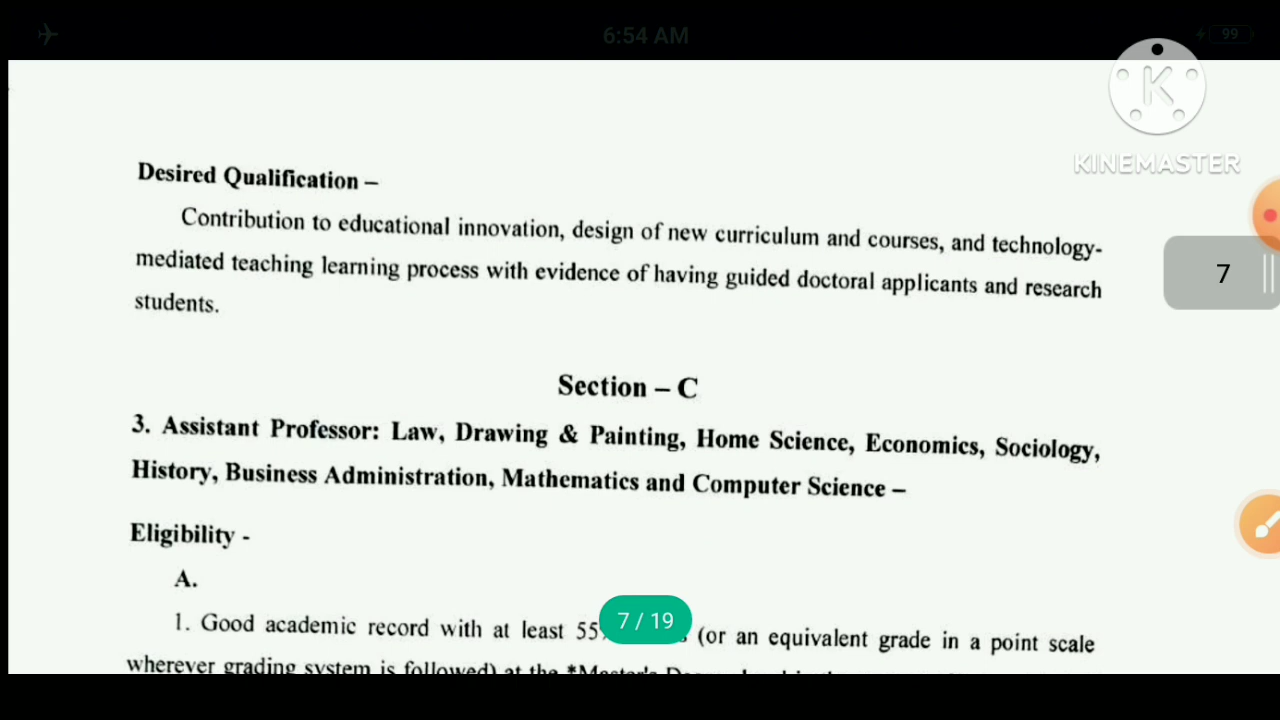 6:54 AM
99
K
KINEMASTER
Desired Qualification –
Contribution to educational innovation, design of new curriculum and courses, and technology-
mediated teaching learning process with evidence of having guided doctoral applicants and research
students.
7
Section – C
3. Assistant Professor: Law, Drawing & Painting, Home Science, Economics, Sociology,
History, Business Administration, Mathematics and Computer Science –
Eligibility -
A.
1. Good academic record with at least 55 (or an equivalent grade in a point scale
7 / 19
wherever grading system is followed) at the *Master's